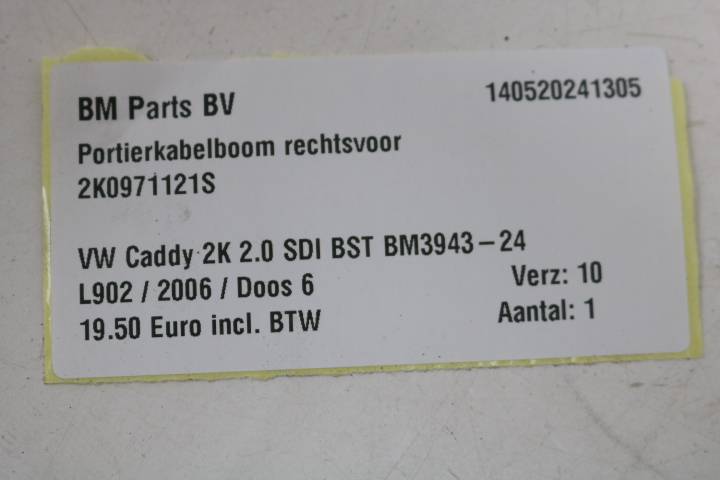 BM Parts BV
140520241305
Portierkabelboom rechtsvoor
2K0971121S
VW Caddy 2K 2.0 SDI BST BM3943-24
L902 / 2006 / Doos 6
Verz: 10
19.50 Euro incl. BTW
Aantal: 1